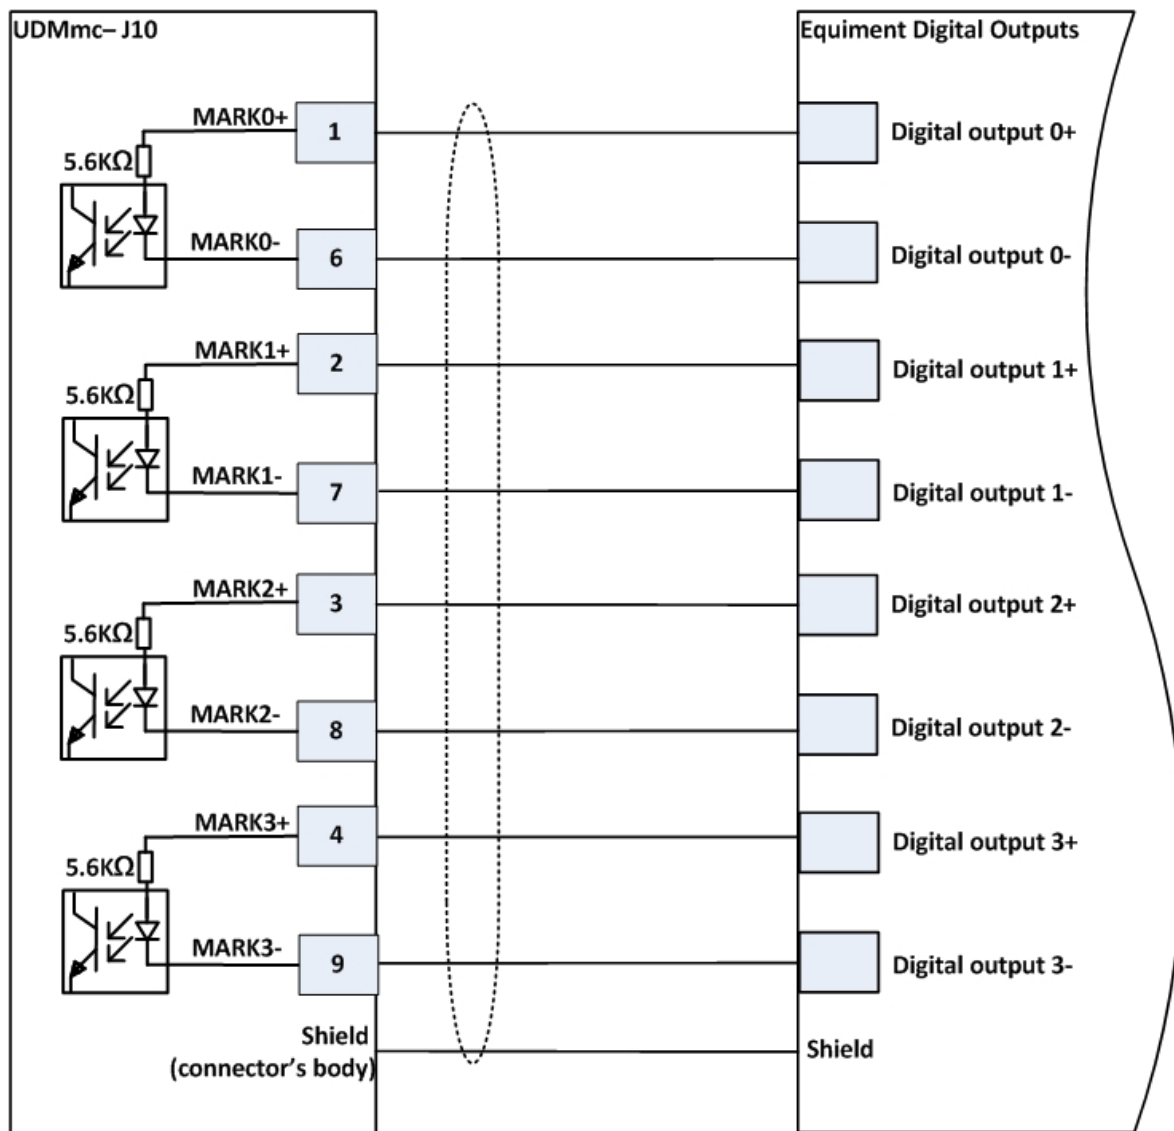 UDMmc– J10
Equiment Digital Outputs
MARK0+
1
Digital output 0+
5.6KΩ
MARK0-
6
Digital output 0-
MARK1+
2
Digital output 1+
5.6KΩ
MARK1-
7
Digital output 1-
MARK2+
3
Digital output 2+
5.6KΩ
MARK2-
8
Digital output 2-
MARK3+
4
Digital output 3+
5.6KΩ
MARK3-
9
Digital output 3-
Shield
(connector's body)
Shield